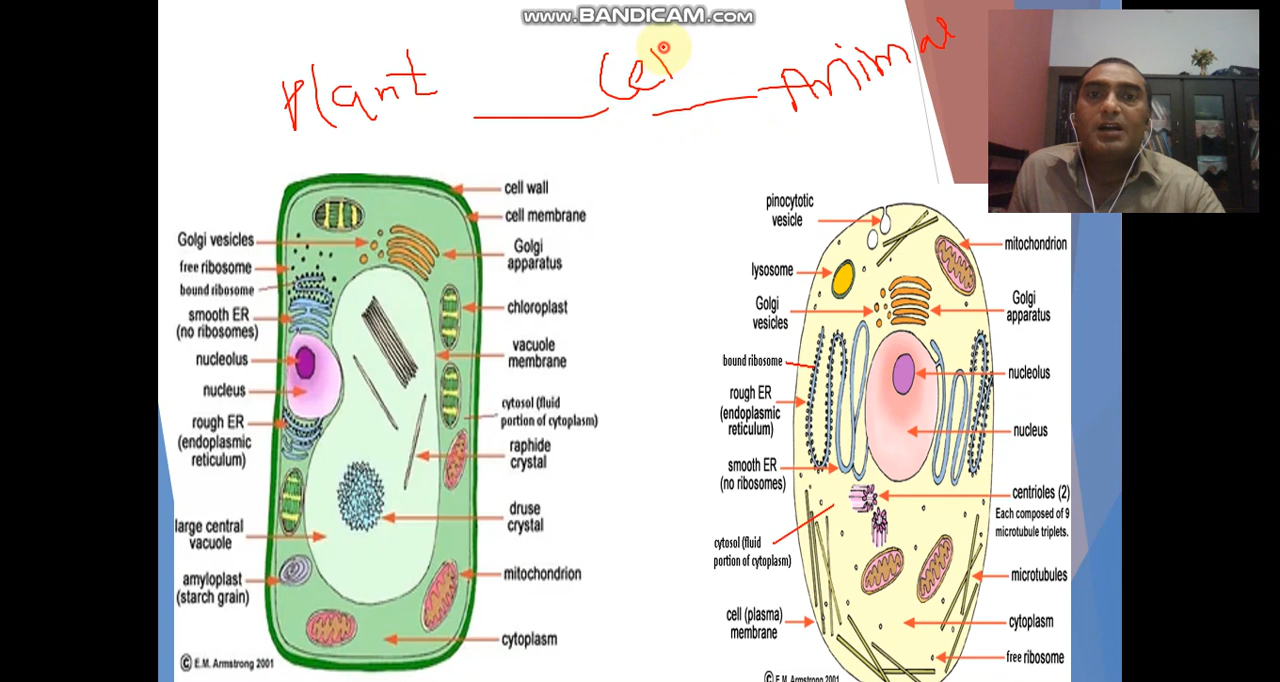 WWW.BANDICAM.COM
Plant Cel Animal
cell wall
cell membrane
Golgi vesicles
Golgi
apparatus
free ribosome
bound ribosome
chloroplast
smooth ER
(no ribosomes)
vacuole
membrane
nucleolus
nucleus
cytosol (fluid
portion of cytoplasm)
rough ER
(endoplasmic
reticulum)
raphide
crystal
druse
crystal
large central
vacuole
mitochondrion
amyloplast
(starch grain)
cytoplasm
© E.M. Armstrong 2001
pinocytotic
vesicle
mitochondrion
lysosome
Golgi
vesicles
Golgi
apparatus
bound ribosome
nucleolus
rough ER
(endoplasmic
reticulum)
nucleus
smooth ER
(no ribosomes)
centrioles (2)
Each composed of 9
microtubule triplets.
cytosol (fluid
portion of cytoplasm)
microtubules
cell (plasma)
membrane
cytoplasm
free ribosome
© E.M. Armstrong 2001